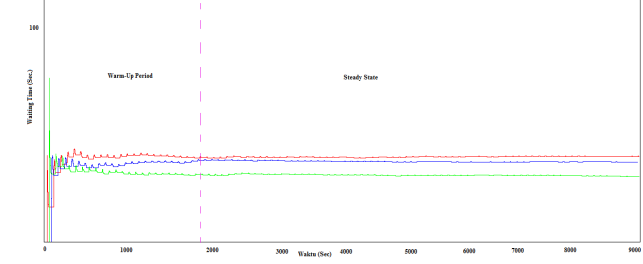 100
Warm-Up Period
Steady State
Waiting Time (Sec.)
0 1000 2000 3000 4000 5000 6000 7000 8000 9000
Waktu (Sec)